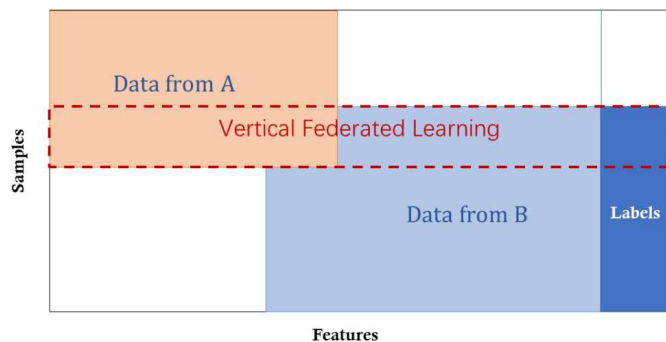 Data from A
Vertical Federated Learning
Samples
Data from B
Labels
Features